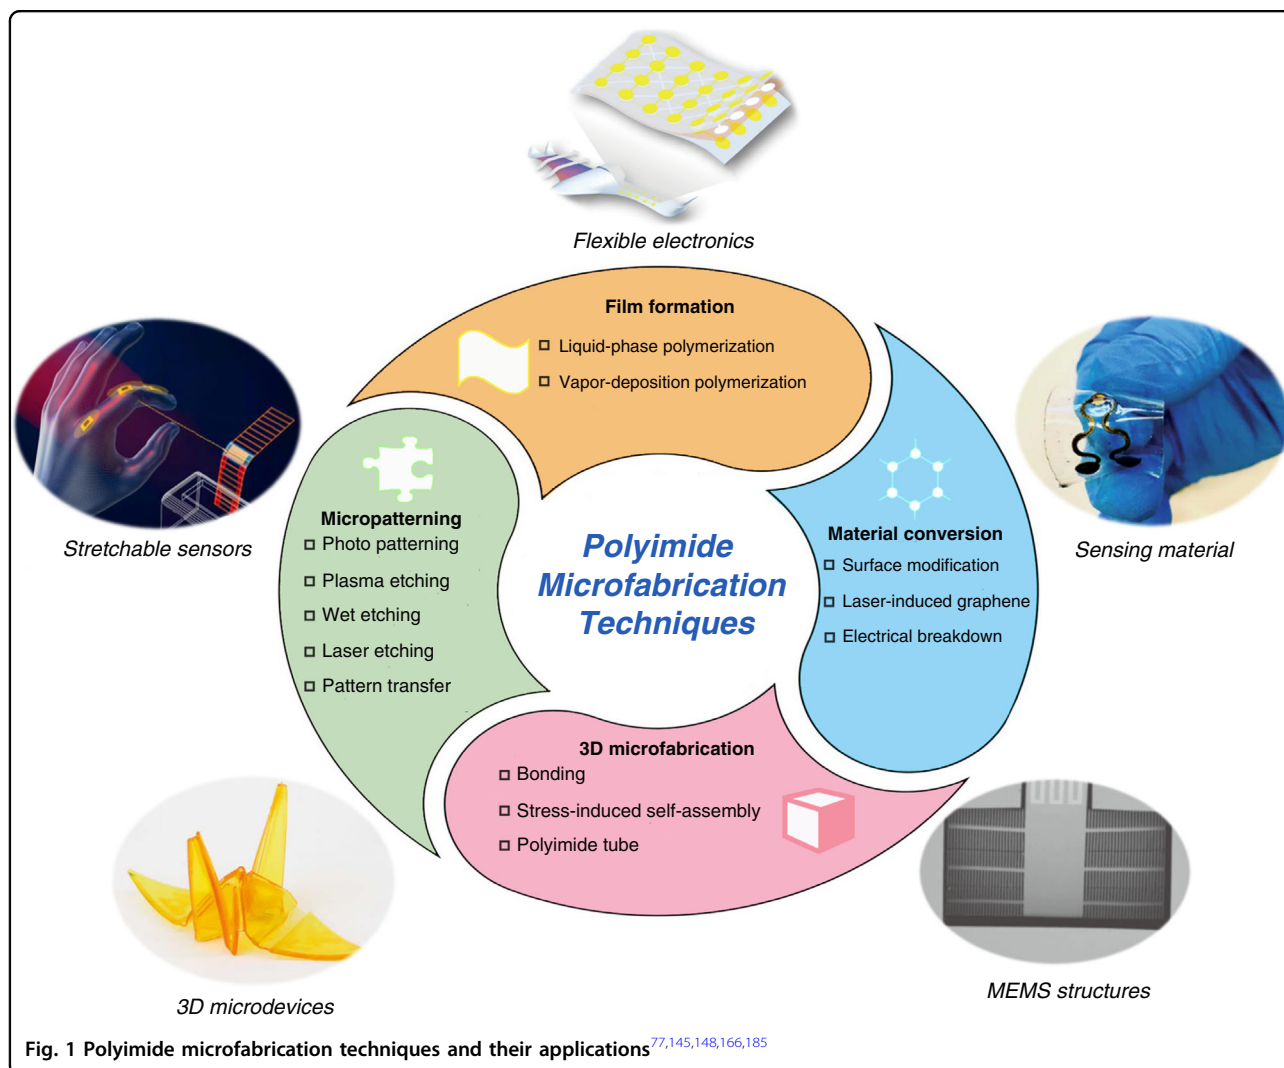 Flexible electronics
Film formation
Liquid-phase polymerization
Vapor-deposition polymerization
Stretchable sensors
Micropatterning
Photo patterning
Plasma etching
Wet etching
Laser etching
Pattern transfer
Polyimide
Microfabrication
Techniques
Material conversion
Surface modification
Laser-induced graphene
Electrical breakdown
Sensing material
3D microfabrication
Bonding
Stress-induced self-assembly
Polyimide tube
3D microdevices
MEMS structures
Fig. 1 Polyimide microfabrication techniques and their applications77,145,148,166,185